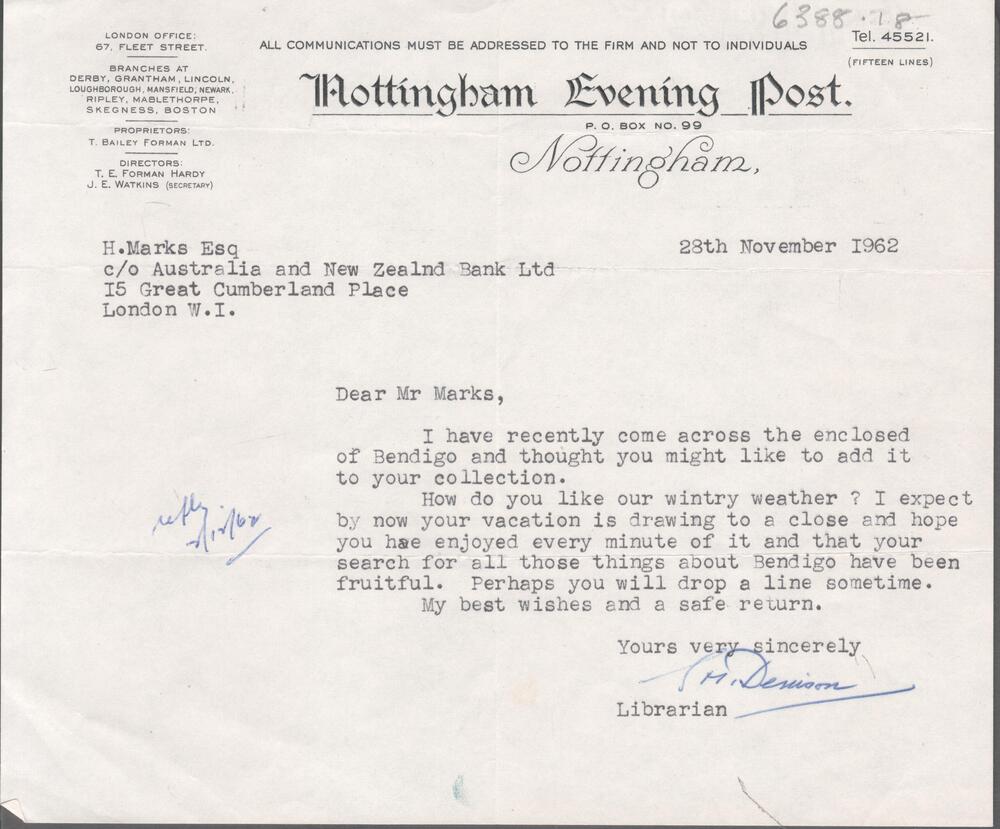 6388.18
LONDON OFFICE:
67, FLEET STREET.
BRANCHES AT
DERBY, GRANTHAM, LINCOLN,
LOUGHBOROUGH, MANSFIELD, NEWARK,
RIPLEY, MABLETHORPE,
SKEGNESS, BOSTON
PROPRIETORS:
T. BAILEY FORMAN LTD.
DIRECTORS:
T. E. FORMAN HARDY
J. E. WATKINS (SECRETARY)
ALL COMMUNICATIONS MUST BE ADDRESSED TO THE FIRM AND NOT TO INDIVIDUALS
Tel. 45521.
(FIFTEEN LINES)
Nottingham Evening Post.
P. O. BOX NO. 99
Nottingham,
28th November I962
H.Marks Esq
c/o Australia and New Zealnd Bank Ltd
I5 Great Cumberland Place
London W.I.
Dear Mr Marks,
I have recently come across the enclosed
of Bendigo and thought you might like to add it
to your collection.
How do you like our wintry weather ? I expect
by now your vacation is drawing to a close and hope
you hae enjoyed every minute of it and that your
search for all those things about Bendigo have been
fruitful. Perhaps you will drop a line sometime.
My best wishes and a safe return.
Yours very sincerely
Denison
Librarian